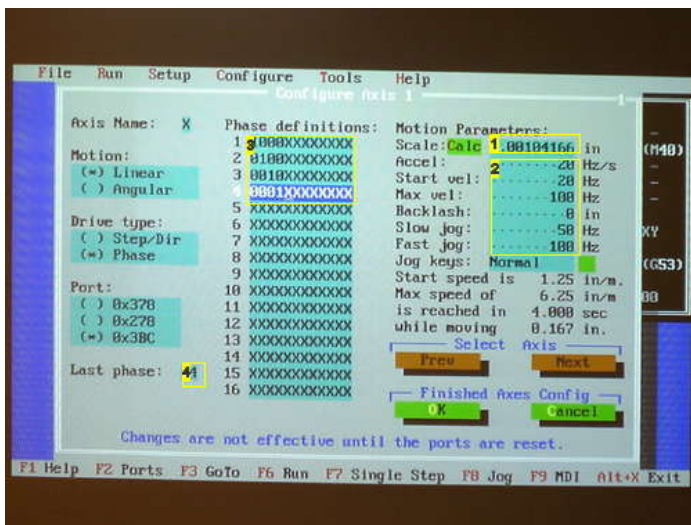 File Run Setup Configure Tools Help
Configure Axis 1
1
Axis Name: X
Motion:
(•) Linear
( ) Angular
Drive type:
( ) Step/Dir
(•) Phase
Port:
( ) 0x378
( ) 0x278
(•) 0x3BC
Last phase: 4
4
Phase definitions:
3
1 1000XXXXXXXX
2 0100XXXXXXXX
3 0010XXXXXXXX
4 0001XXXXXXXX
5 XXXXXXXXXXXX
6 XXXXXXXXXXXX
7 XXXXXXXXXXXX
8 XXXXXXXXXXXX
9 XXXXXXXXXXXX
10 XXXXXXXXXXXX
11 XXXXXXXXXXXX
12 XXXXXXXXXXXX
13 XXXXXXXXXXXX
14 XXXXXXXXXXXX
15 XXXXXXXXXXXX
16 XXXXXXXXXXXX
Motion Parameters:
1
Scale: Calc .00104166 in
2
Accel: ·······20 Hz/s
Start vel: ·······20 Hz
Max vel: ······100 Hz
Backlash: ········0 in
Slow jog: ·······50 Hz
Fast jog: ······100 Hz
Jog keys: Normal
Start speed is 1.25 in/m.
Max speed of 6.25 in/m
is reached in 4.000 sec
while moving 0.167 in.
Select Axis
Prev Next
Finished Axes Config
OK Cancel
(M48)
XY
(G53)
00
Changes are not effective until the ports are reset.
F1 Help F2 Ports F3 GoTo F6 Run F7 Single Step F8 Jog F9 MDI Alt+X Exit